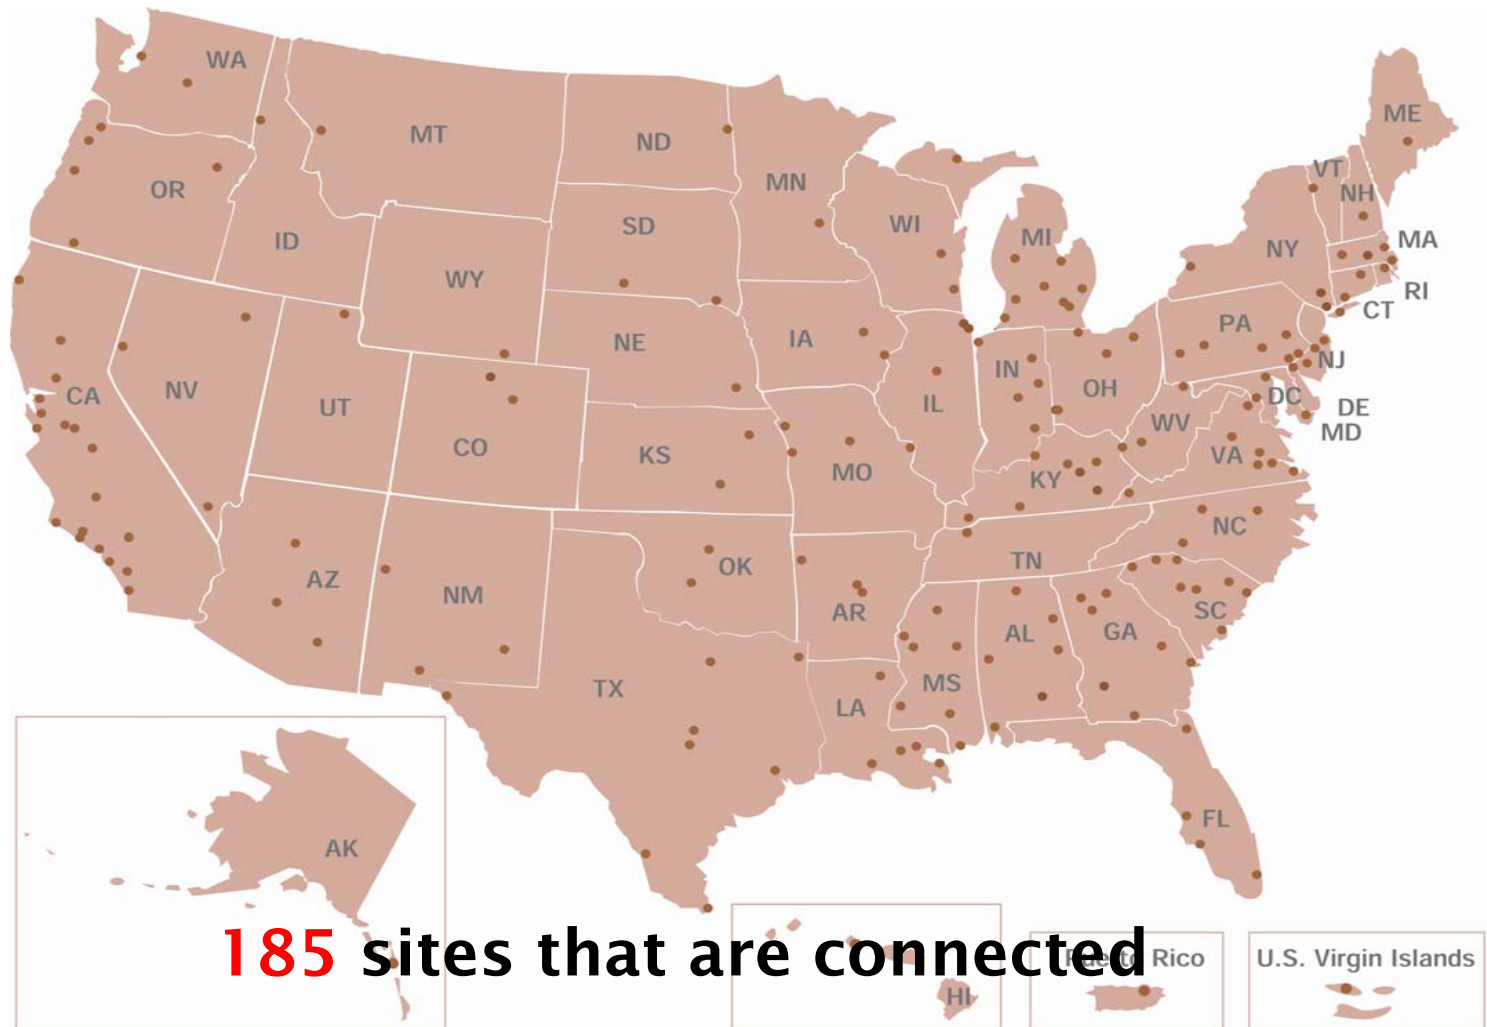 WA
MT
ND
ME
VT
MN
OR
NH
SD
WI
MI
MA
ID
NY
WY
RI
CT
PA
NE
IA
NJ
IN
NV
CA
OH
UT
IL
DC
DE
WV
MD
CO
KS
VA
MO
KY
NC
TN
OK
AZ
NM
AR
SC
AL
GA
MS
TX
LA
FL
AK
185 sites that are connected
Puerto Rico
U.S. Virgin Islands
HI